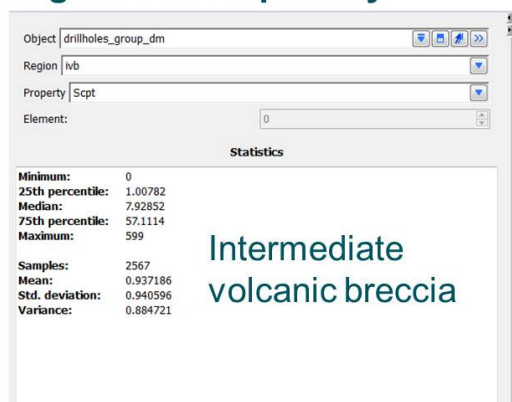 Object drillholes_group_dm
Region ivb
Property Scpt
Element: 0
Statistics
Minimum: 0
25th percentile: 1.00782
Median: 7.92852
75th percentile: 57.1114
Maximum: 599
Samples: 2567
Mean: 0.937186
Std. deviation: 0.940596
Variance: 0.884721
Intermediate
volcanic breccia